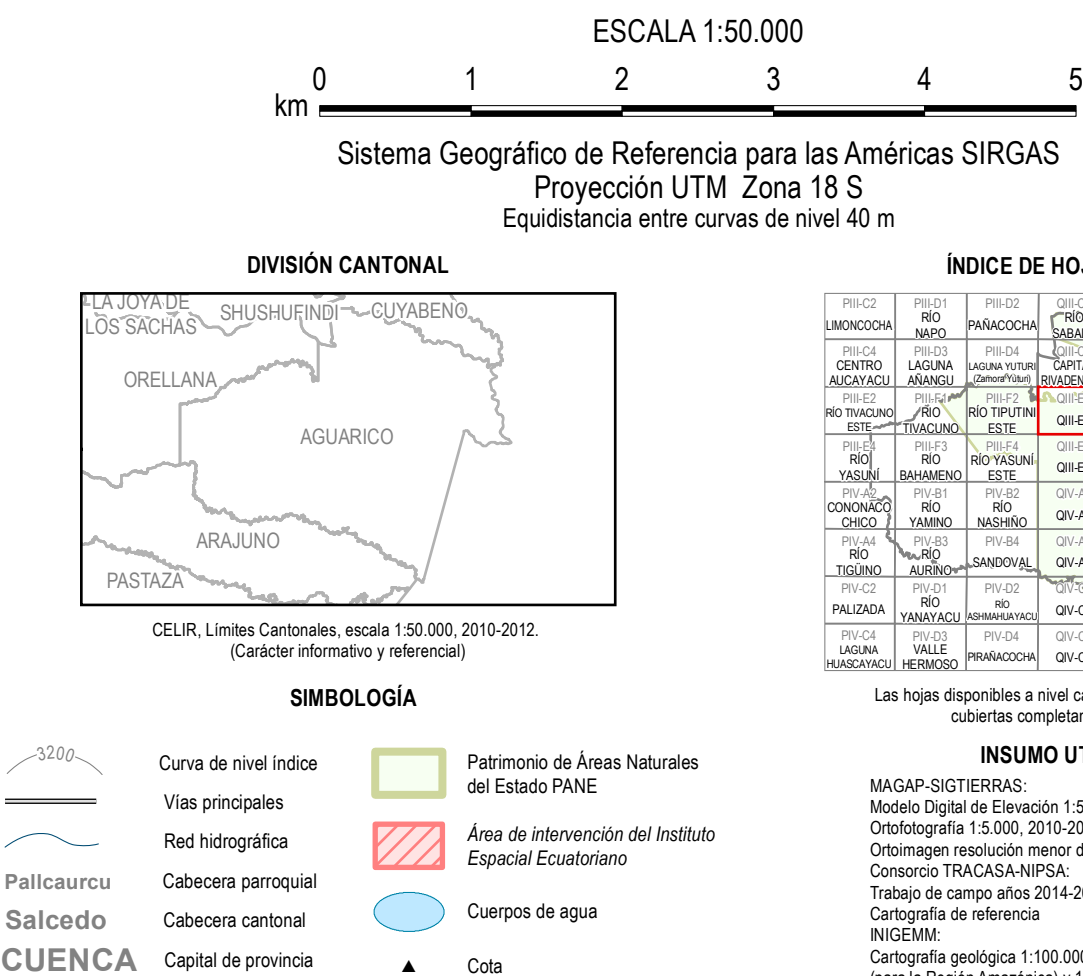 ESCALA 1:50.000
0 1 2 3 4 5
km
Sistema Geográfico de Referencia para las Américas SIRGAS
Proyección UTM Zona 18 S
Equidistancia entre curvas de nivel 40 m
DIVISIÓN CANTONAL
LA JOYA DE
LOS SACHAS
SHUSHUFINDI
CUYABENO
ORELLANA
AGUARICO
ARAJUNO
PASTAZA
CELIR, Límites Cantonales, escala 1:50.000, 2010-2012.
(Carácter informativo y referencial)
SIMBOLOGÍA
3200
Curva de nivel índice
Vías principales
Red hidrográfica
Pallcaurcu
Cabecera parroquial
Salcedo
Cabecera cantonal
CUENCA
Capital de provincia
Patrimonio de Áreas Naturales
del Estado PANE
Área de intervención del Instituto
Espacial Ecuatoriano
Cuerpos de agua
Cota
ÍNDICE DE
PIII-C2
LIMONCOCHA
PIII-D1
RÍO
NAPO
PIII-D2
PAÑACOCHA
RÍO
PIII-C4
CENTRO
AUCAYACU
PIII-D3
LAGUNA
AÑANGU
PIII-D4
LAGUNA YUTURI
PIII-E2
RÍO TIVACUNO
ESTE
PIII-F1
RÍO
TIVACUNO
PIII-F2
RÍO TIPUTINI
ESTE
PIII-E4
RÍO
YASUNÍ
PIII-F3
RÍO
BAHAMENO
PIII-F4
RÍO YASUNÍ
ESTE
PIV-A2
CONONACO
CHICO
PIV-B1
RÍO
YAMINO
PIV-B2
RÍO
NASHIÑO
PIV-A4
RÍO
TIGÜINO
PIV-B3
RÍO
AURINO
PIV-B4
SANDOVAL
PIV-C2
PALIZADA
PIV-D1
RÍO
YANAYACU
PIV-D2
RÍO
ASHMAHUAYACU
PIV-C4
LAGUNA
HUASCAYACU
PIV-D3
VALLE
HERMOSO
PIV-D4
PIRAÑACOCHA
Las hojas disponibles a nivel
cubiertas
INSUMO
MAGAP-SIGTIERRAS:
Modelo Digital de Elevación
Ortofotografía 1:5.000,
Ortoimagen resolución menor
Consorcio TRACASA-NIPSA:
Trabajo de campo años
Cartografía de referencia
INIGEMM:
Cartografía geológica